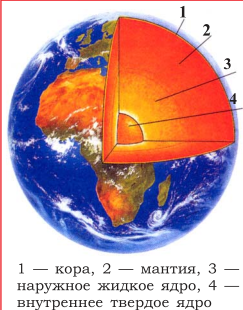 1
2
3
4
1 — кора, 2 — мантия, 3 —
наружное жидкое ядро, 4 —
внутреннее твердое ядро